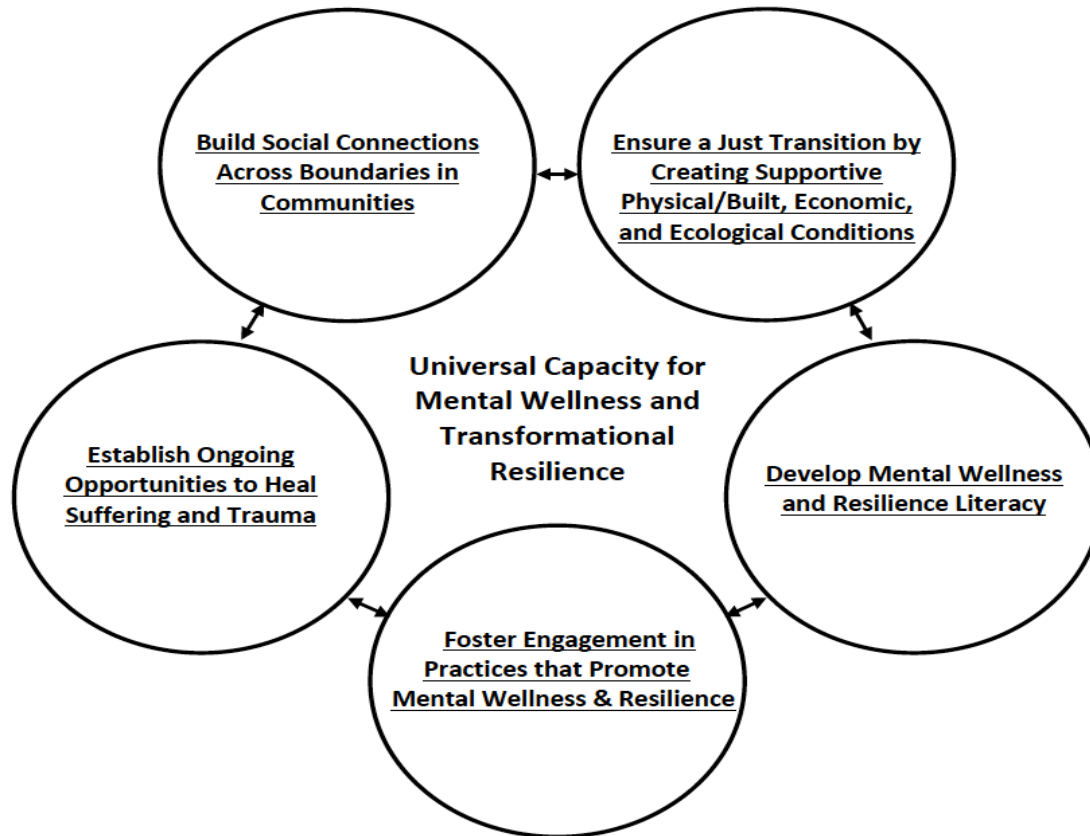 Build Social Connections
Across Boundaries in
Communities
Ensure a Just Transition by
Creating Supportive
Physical/Built, Economic,
and Ecological Conditions
Universal Capacity for
Mental Wellness and
Transformational
Resilience
Establish Ongoing
Opportunities to Heal
Suffering and Trauma
Develop Mental Wellness
and Resilience Literacy
Foster Engagement in
Practices that Promote
Mental Wellness & Resilience